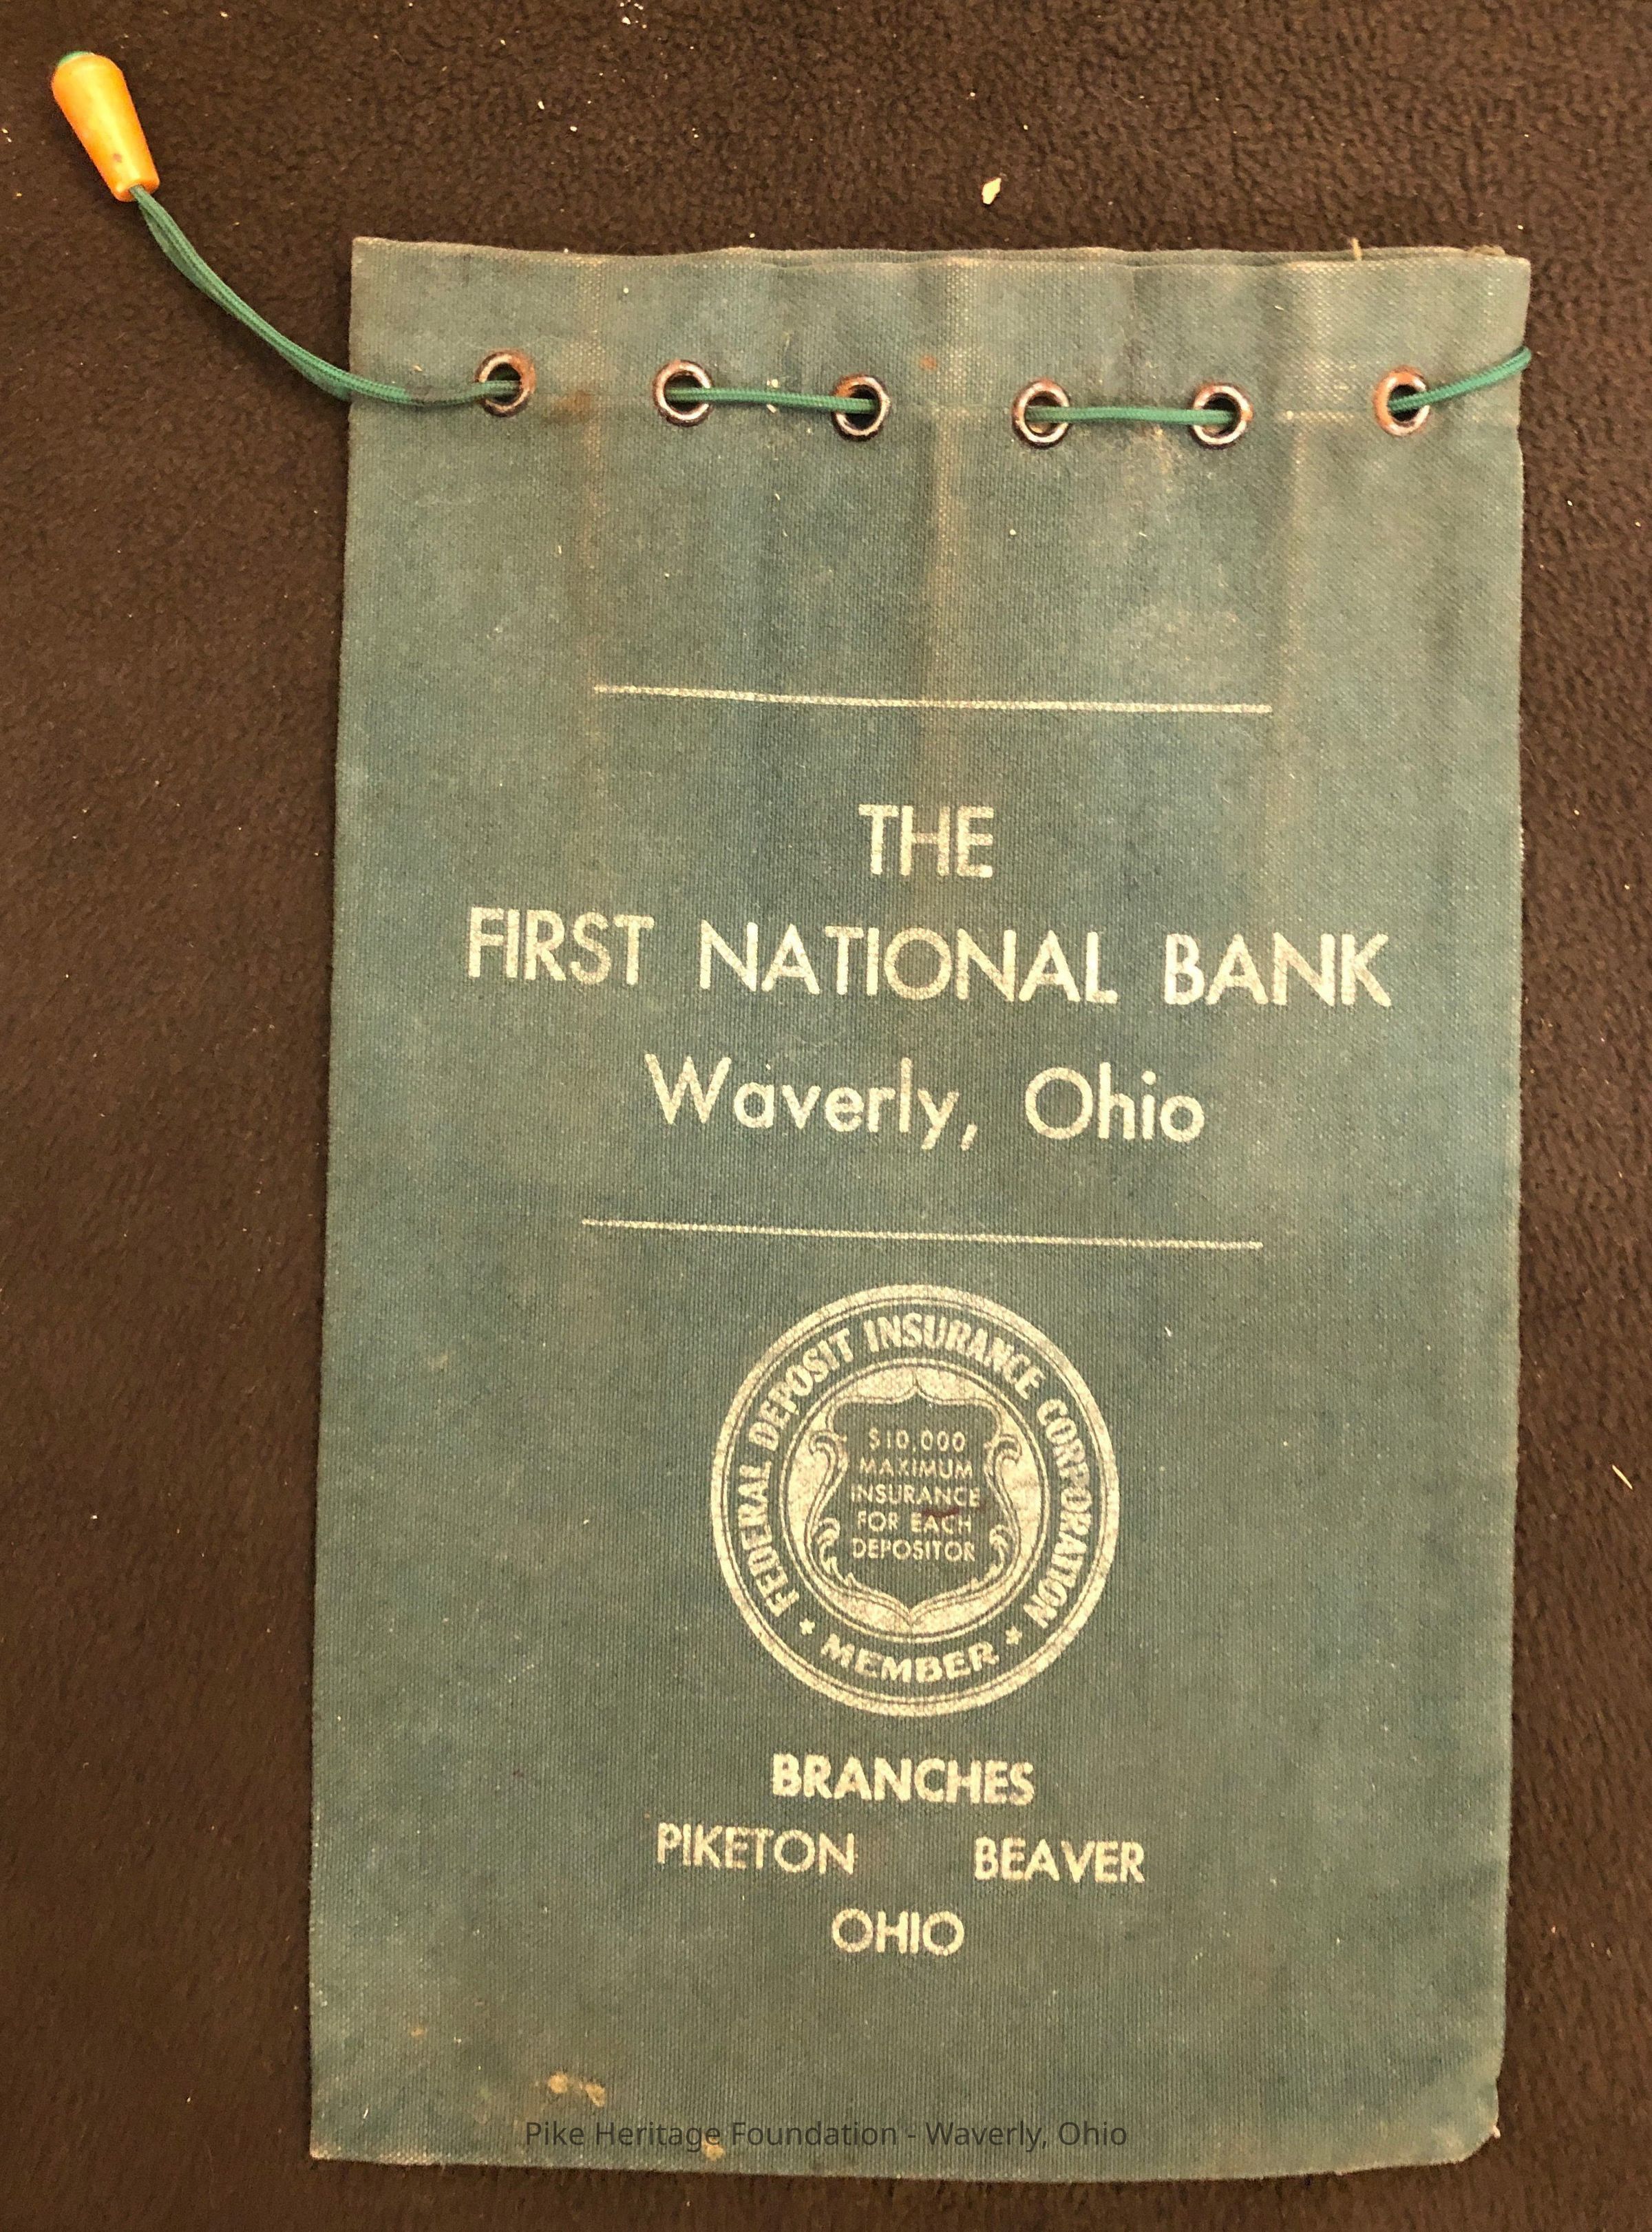 THE
FIRST NATIONAL BANK
Waverly, Ohio
FEDERAL DEPOSIT INSURANCE CORPORATION
$10,000
MAXIMUM
INSURANCE
FOR EACH
DEPOSITOR
MEMBER
BRANCHES
PIKETON BEAVER
OHIO
Pike Heritage Foundation - Waverly, Ohio